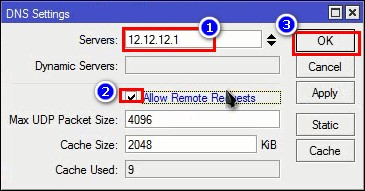 DNS Settings
Servers: 12.12.12.1
1
3
OK
Dynamic Servers:
Cancel
2
Allow Remote Requests
Apply
Max UDP Packet Size: 4096
Static
Cache Size: 2048 KiB
Cache
Cache Used: 9